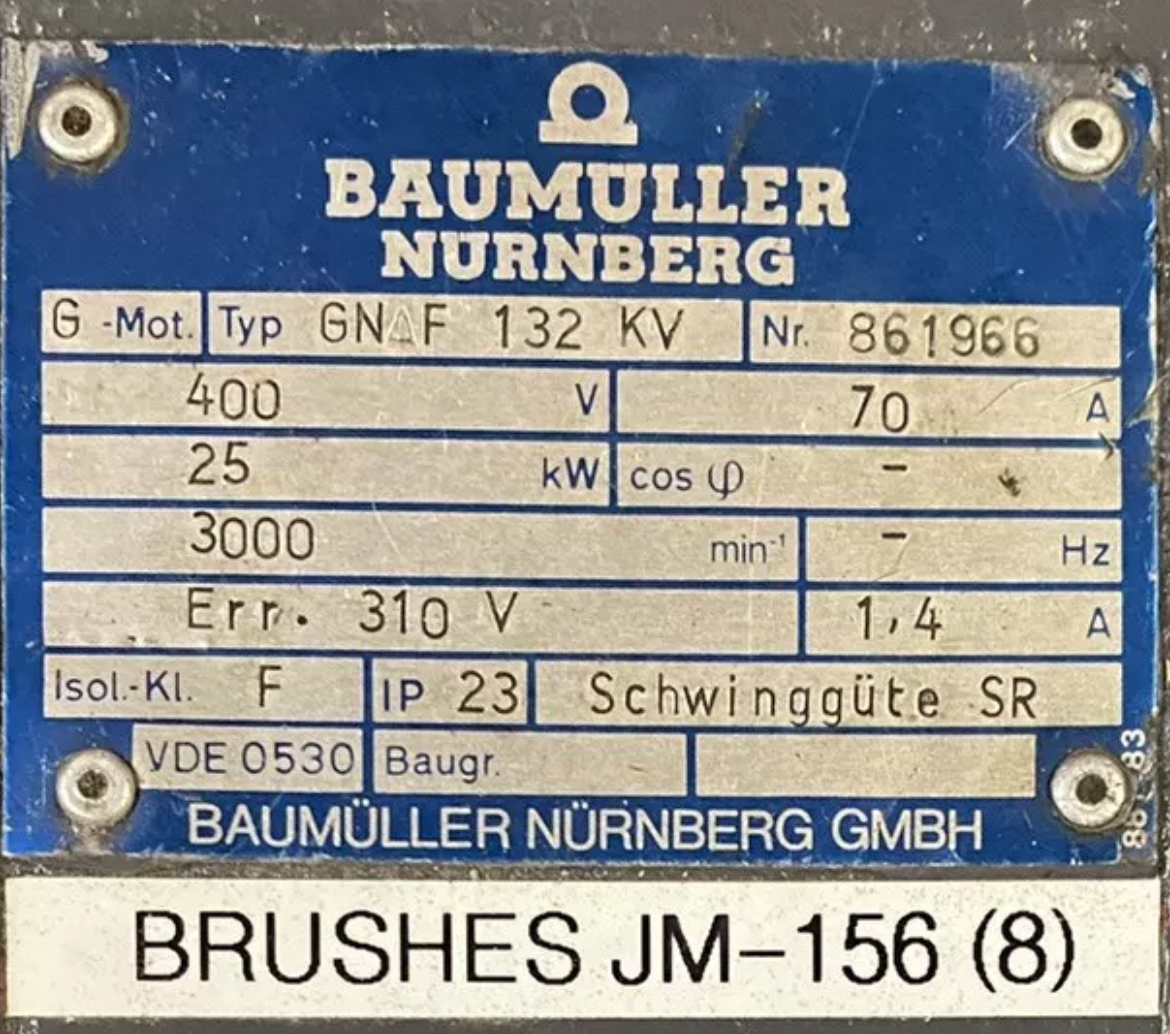 BAUMÜLLER
NÜRNBERG
G -Mot. Typ GNAF 132 KV Nr. 861966
400 V 70 A
25 kW cos φ -
3000 min⁻¹ - Hz
Err. 310 V 1,4 A
Isol.-Kl. F IP 23 Schwinggüte SR
VDE 0530 Baugr.
BAUMÜLLER NÜRNBERG GMBH
BRUSHES JM-156 (8)